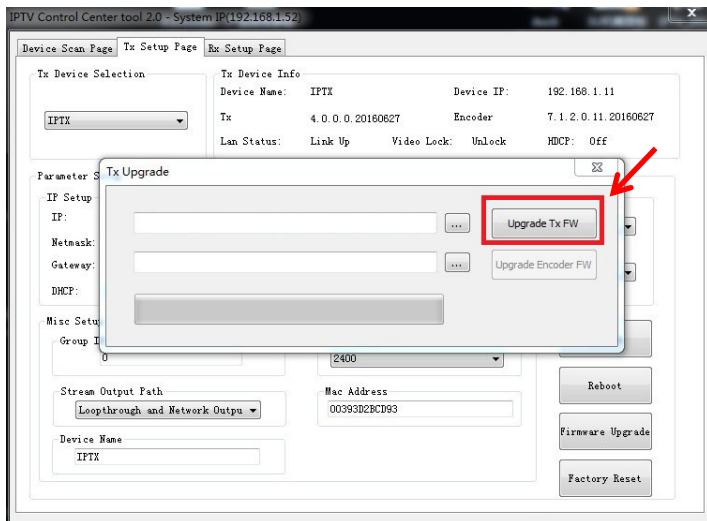 IPTV Control Center tool 2.0 - System IP(192.168.1.52)
Device Scan Page Tx Setup Page Rx Setup Page
Tx Device Selection
IPTX
Tx Device Info
Device Name: IPTX Device IP: 192.168.1.11
Tx 4.0.0.0.20160627 Encoder 7.1.2.0.11.20160627
Lan Status: Link Up Video Lock: Unlock HDCP: Off
Parameter S
Tx Upgrade
IP Setup
IP:
... Upgrade Tx FW
Netmask:
Gateway:
... Upgrade Encoder FW
DHCP:
Misc Setu
Group I
0
2400
Stream Output Path
Loopthrough and Network Outpu
Mac Address
00393D2BCD93
Reboot
Device Name
IPTX
Firmware Upgrade
Factory Reset